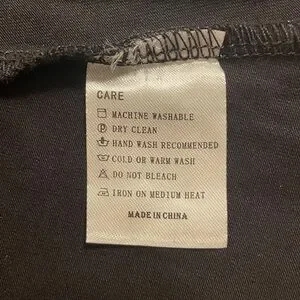 CARE
MACHINE WASHABLE
Ⓟ DRY CLEAN
HAND WASH RECOMMENDED
COLD OR WARM WASH
DO NOT BLEACH
IRON ON MEDIUM HEAT
MADE IN CHINA